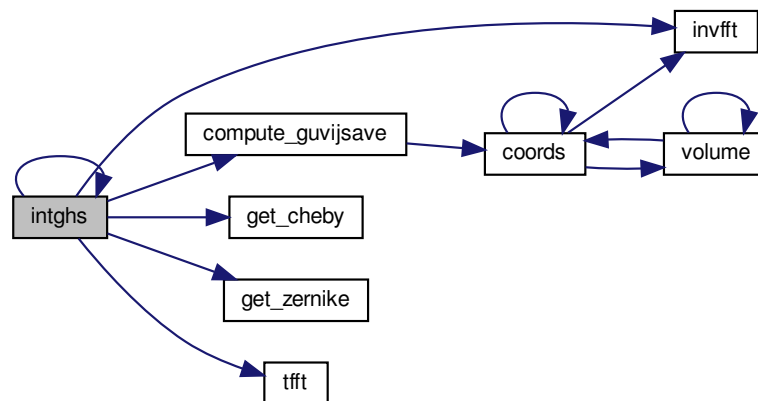 invfft
compute_guvijsave
coords
volume
intghs
get_cheby
get_zernike
tfft